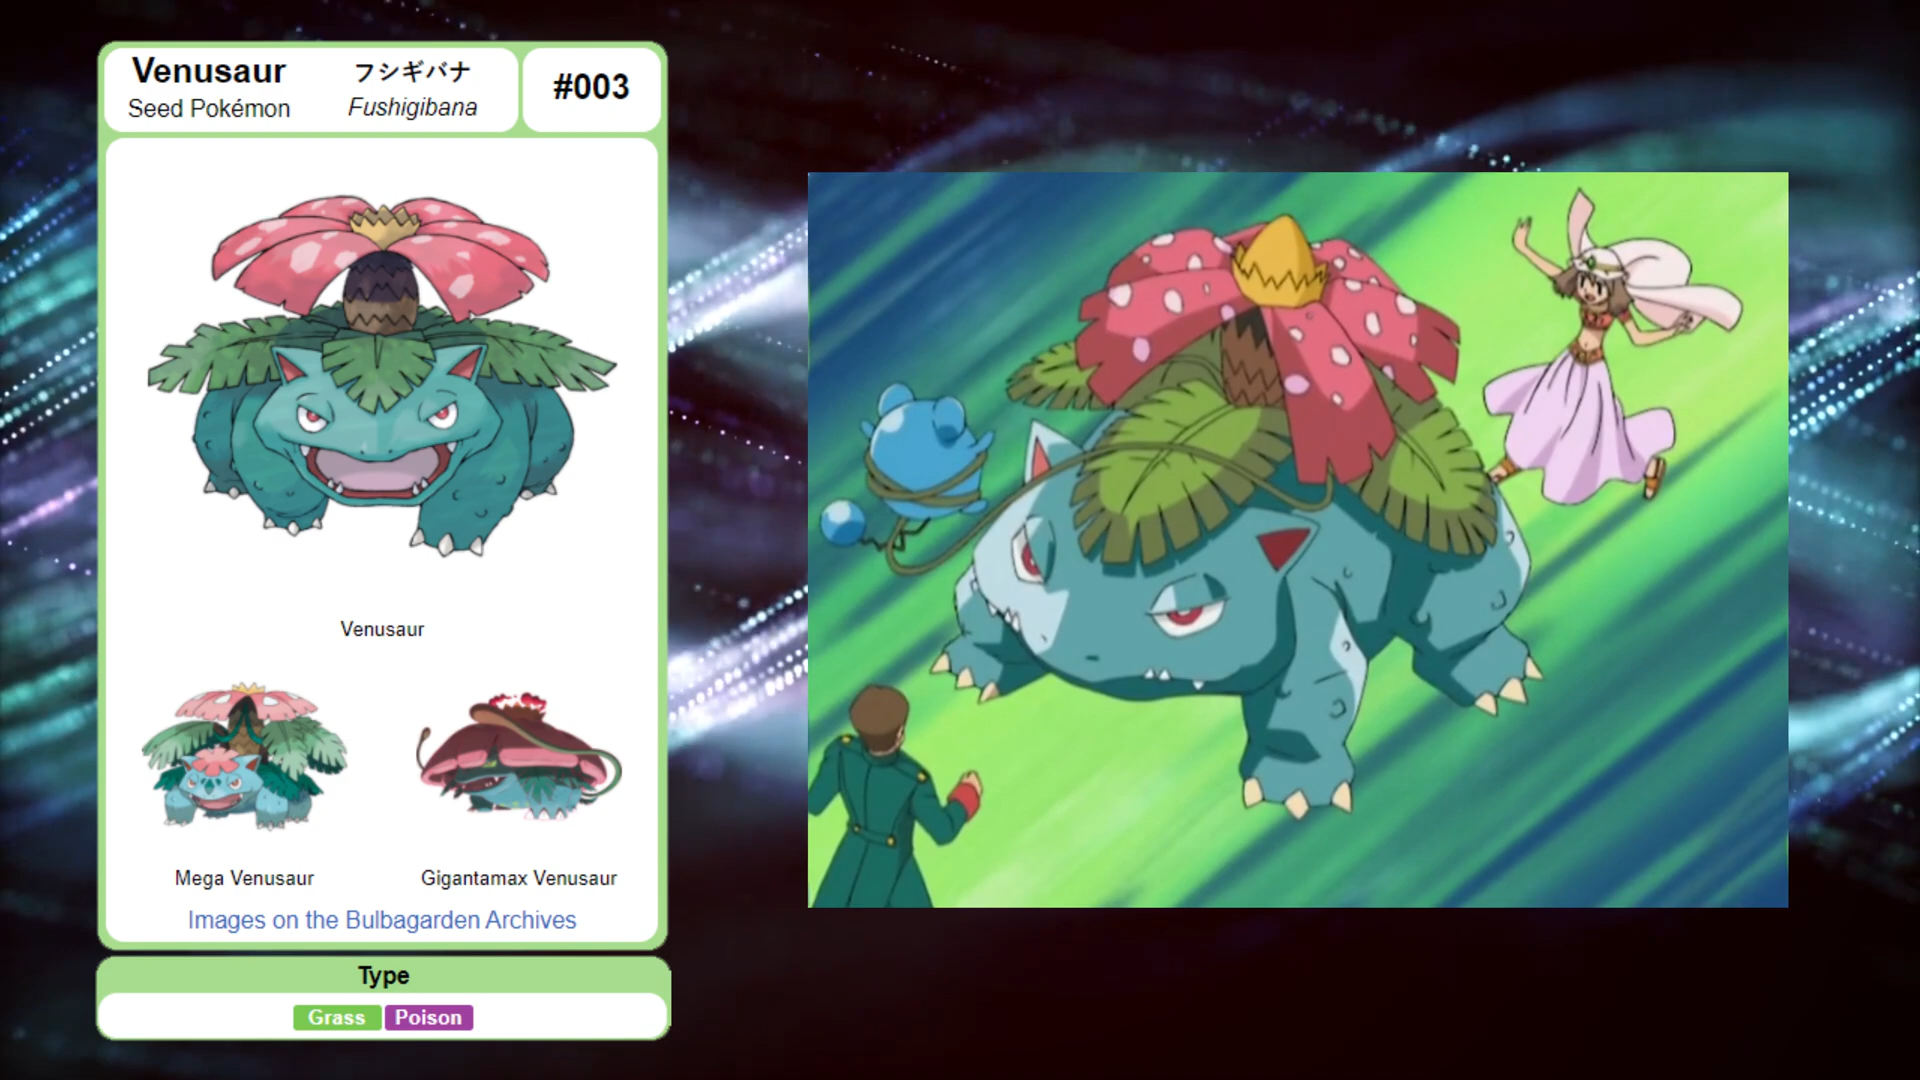 Venusaur
Seed Pokémon
フシギバナ
Fushigibana
#003
Venusaur
Mega Venusaur
Gigantamax Venusaur
Images on the Bulbagarden Archives
Type
Grass
Poison